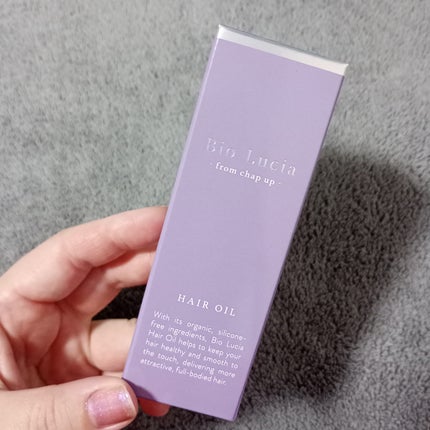 Bio Lucia
- from chap up -
HAIR OIL
With its organic, silicone-
free ingredients, Bio Lucia
Hair Oil helps to keep your
hair healthy and smooth to
the touch, delivering more
attractive, full-bodied hair.